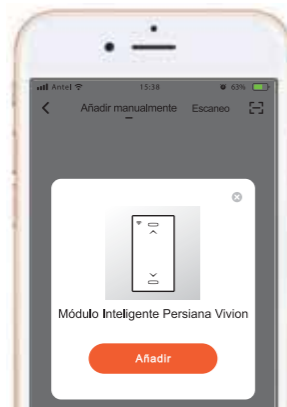 Antel 15:38 63%
Añadir manualmente Escaneo
Módulo Inteligente Persiana Vivion
Añadir